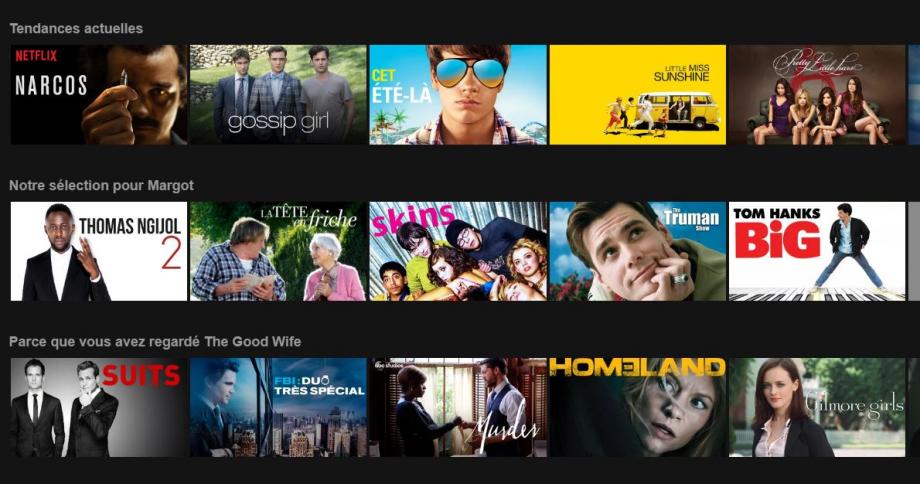 Tendances actuelles
NETFLIX
NARCOS
gossip girl
CET
ÉTÉ-LÀ
LITTLE MISS
SUNSHINE
Pretty Little Liars
Notre sélection pour Margot
THOMAS NGIJOL
2
LA TÊTE
en friche
skins
The
Truman
Show
TOM HANKS
BiG
Parce que vous avez regardé The Good Wife
SUITS
FBI: DUO
TRÈS SPÉCIAL
abc studios
Murder
HOMELAND
Gilmore girls